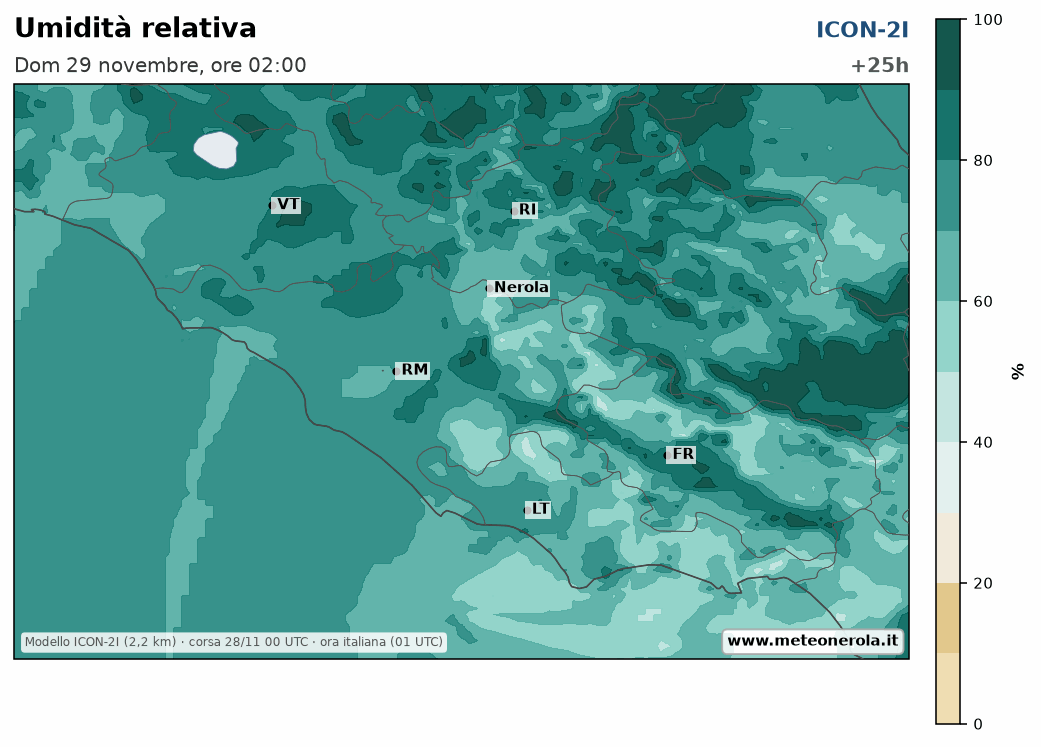 Umidità relativa
ICON-2I
Dom 29 novembre, ore 02:00
+25h
100
80
60
40
20
0
%
VT
RI
Nerola
RM
FR
LT
Modello ICON-2I (2,2 km) · corsa 28/11 00 UTC · ora italiana (01 UTC)
www.meteonerola.it